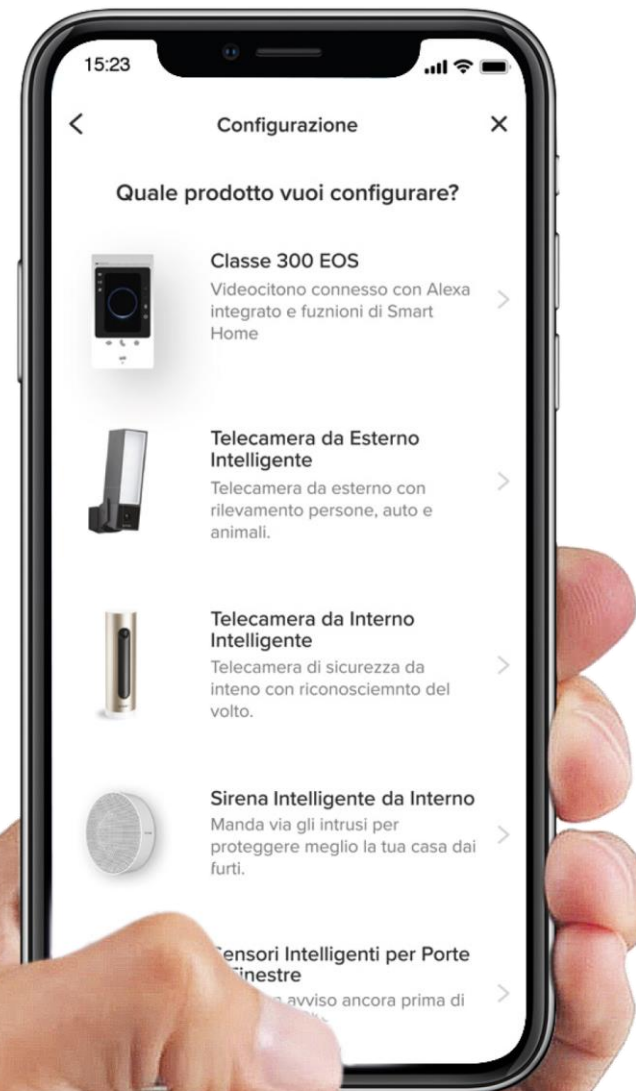 15:23
Configurazione
Quale prodotto vuoi configurare?
Classe 300 EOS
Videocitono connesso con Alexa
integrato e fuznioni di Smart
Home
Telecamera da Esterno
Intelligente
Telecamera da esterno con
rilevamento persone, auto e
animali.
Telecamera da Interno
Intelligente
Telecamera di sicurezza da
inteno con riconosciemnto del
volto.
Sirena Intelligente da Interno
Manda via gli intrusi per
proteggere meglio la tua casa dai
furti.
Sensori Intelligenti per Porte
Finestre
avviso ancora prima di